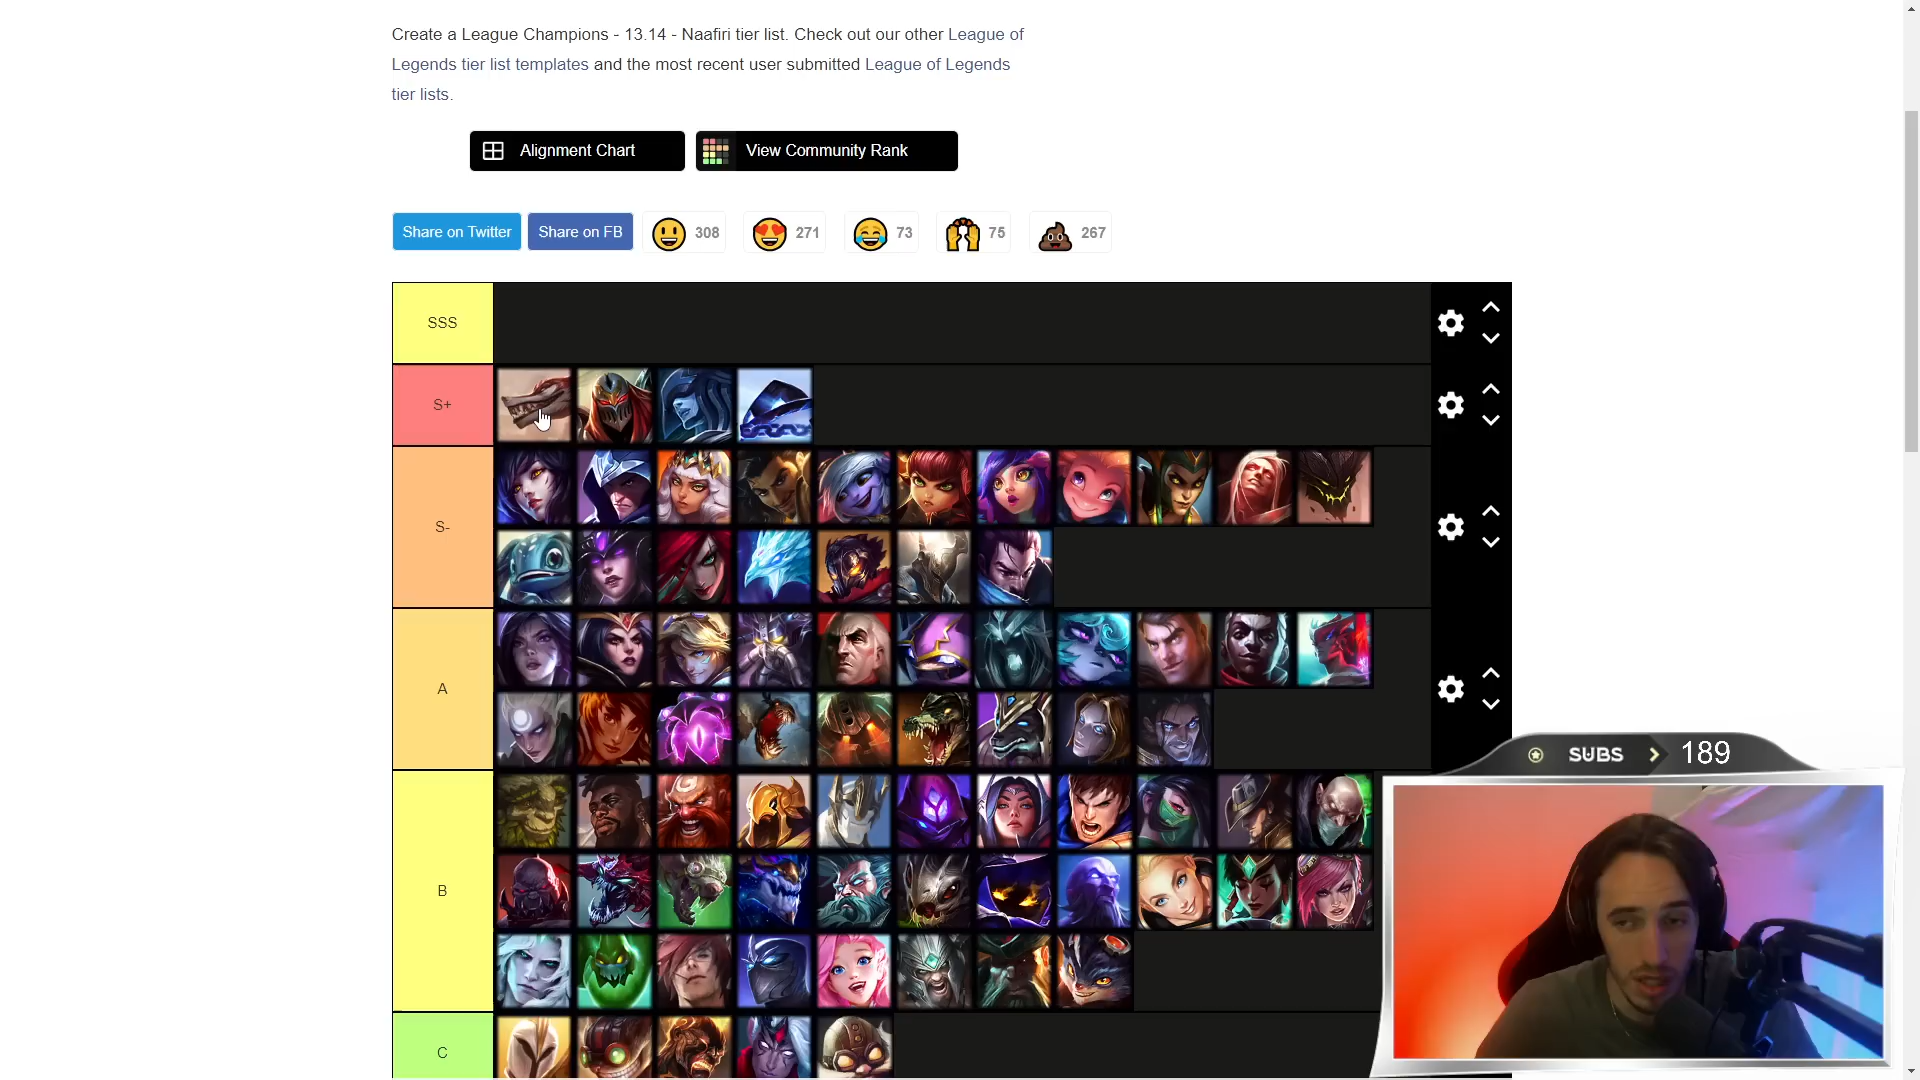 Create a League Champions - 13.14 - Naafiri tier list. Check out our other League of
Legends tier list templates and the most recent user submitted League of Legends
tier lists.
Alignment Chart
View Community Rank
Share on Twitter
Share on FB
308
271
73
75
267
SSS
S+
S-
A
SUBS
189
B
C